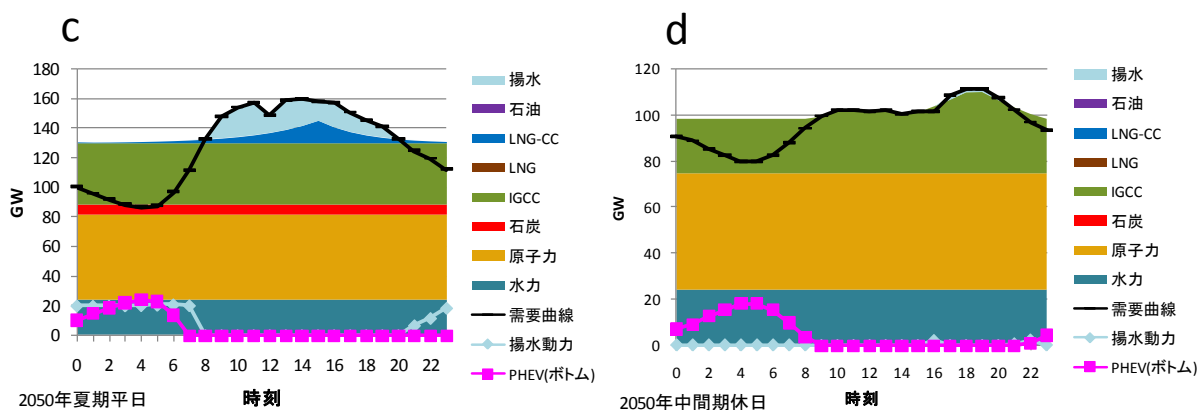 c
180
160
140
120
100
80
60
40
20
0
GW
0 2 4 6 8 10 12 14 16 18 20 22
2050年夏期平日
時刻
揚水
石油
LNG-CC
LNG
IGCC
石炭
原子力
水力
需要曲線
揚水動力
PHEV(ボトム)
d
120
100
80
60
40
20
0
GW
0 2 4 6 8 10 12 14 16 18 20 22
2050年中間期休日
時刻
揚水
石油
LNG-CC
LNG
IGCC
石炭
原子力
水力
需要曲線
揚水動力
PHEV(ボトム)